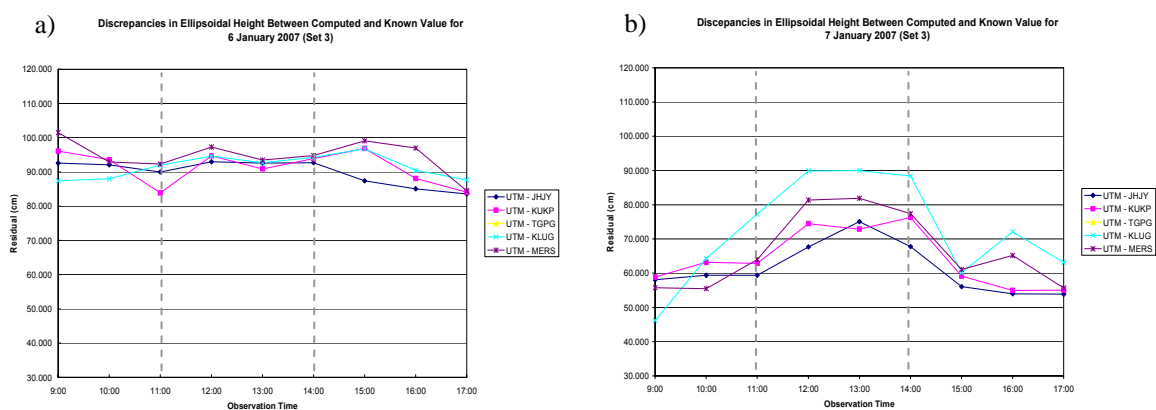 a)
Discrepancies in Ellipsoidal Height Between Computed and Known Value for
6 January 2007 (Set 3)
120.000
110.000
100.000
90.000
80.000
70.000
60.000
50.000
40.000
30.000
Residual (cm)
9:00 10:00 11:00 12:00 13:00 14:00 15:00 16:00 17:00
Observation Time
UTM - JHJY
UTM - KUKP
UTM - TGPG
UTM - KLUG
UTM - MERS
b)
Discepancies in Ellipsoidal Height Between Computed and Known Value for
7 January 2007 (Set 3)
120.000
110.000
100.000
90.000
80.000
70.000
60.000
50.000
40.000
30.000
Residual (cm)
9:00 10:00 11:00 12:00 13:00 14:00 15:00 16:00 17:00
Observation Time
UTM - JHJY
UTM - KUKP
UTM - TGPG
UTM - KLUG
UTM - MERS